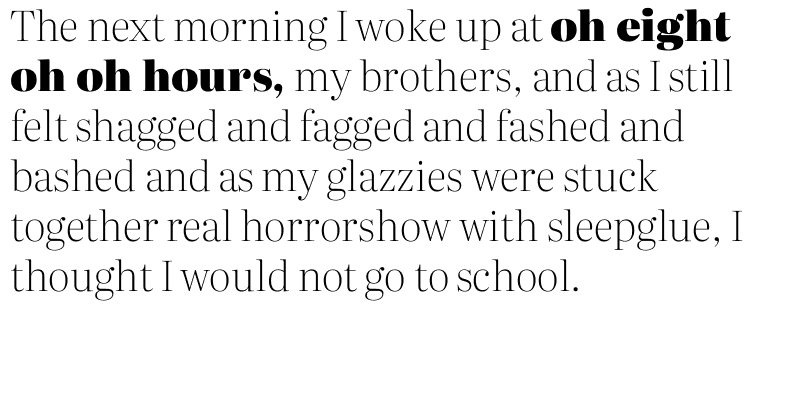 The next morning I woke up at oh eight
oh oh hours, my brothers, and as I still
felt shagged and fagged and fashed and
bashed and as my glazzies were stuck
together real horrorshow with sleepglue, I
thought I would not go to school.